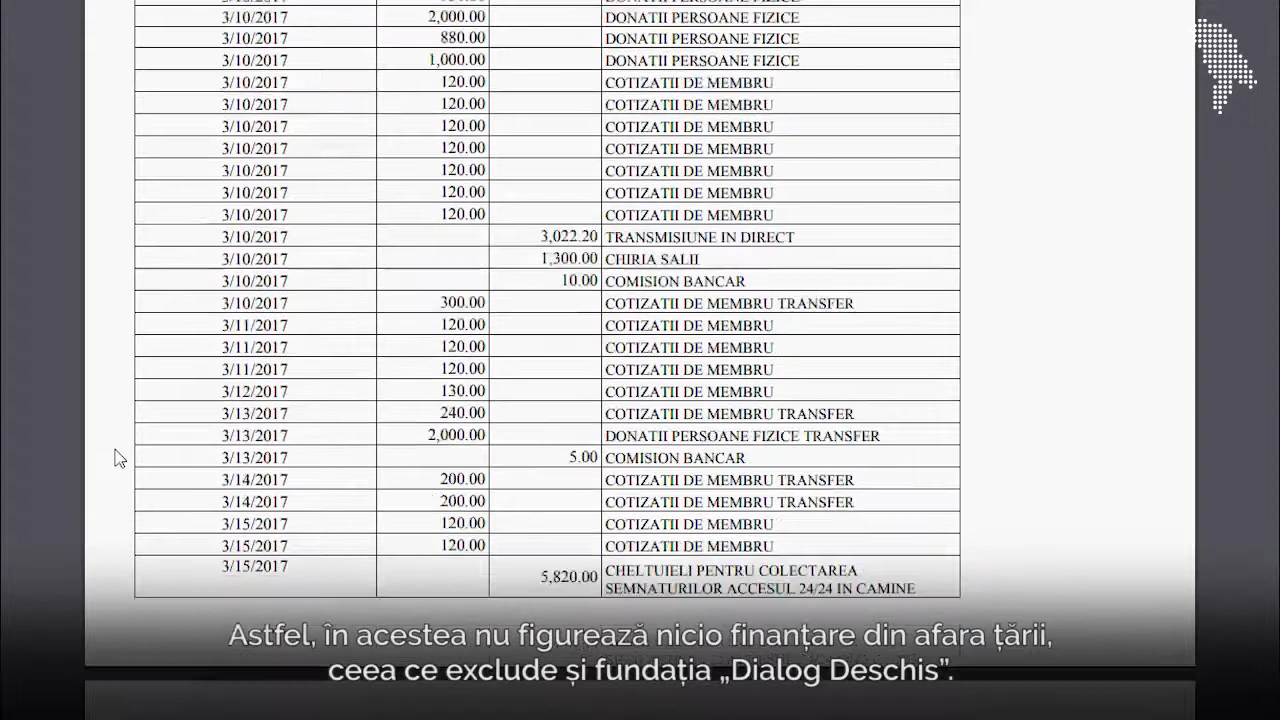 3/10/2017 2,000.00 DONATII PERSOANE FIZICE
3/10/2017 880.00 DONATII PERSOANE FIZICE
3/10/2017 1,000.00 DONATII PERSOANE FIZICE
3/10/2017 120.00 COTIZATII DE MEMBRU
3/10/2017 120.00 COTIZATII DE MEMBRU
3/10/2017 120.00 COTIZATII DE MEMBRU
3/10/2017 120.00 COTIZATII DE MEMBRU
3/10/2017 120.00 COTIZATII DE MEMBRU
3/10/2017 120.00 COTIZATII DE MEMBRU
3/10/2017 120.00 COTIZATII DE MEMBRU
3/10/2017 3,022.20 TRANSMISIUNE IN DIRECT
3/10/2017 1,300.00 CHIRIA SALII
3/10/2017 10.00 COMISION BANCAR
3/10/2017 300.00 COTIZATII DE MEMBRU TRANSFER
3/11/2017 120.00 COTIZATII DE MEMBRU
3/11/2017 120.00 COTIZATII DE MEMBRU
3/11/2017 120.00 COTIZATII DE MEMBRU
3/12/2017 130.00 COTIZATII DE MEMBRU
3/13/2017 240.00 COTIZATII DE MEMBRU TRANSFER
3/13/2017 2,000.00 DONATII PERSOANE FIZICE TRANSFER
3/13/2017 5.00 COMISION BANCAR
3/14/2017 200.00 COTIZATII DE MEMBRU TRANSFER
3/14/2017 200.00 COTIZATII DE MEMBRU TRANSFER
3/15/2017 120.00 COTIZATII DE MEMBRU
3/15/2017 120.00 COTIZATII DE MEMBRU
3/15/2017 5,820.00 CHELTUIELI PENTRU COLECTAREA
SEMNATURILOR ACCESUL 24/24 IN CAMINE
Astfel, în acestea nu figurează nicio finanțare din afara țării,
ceea ce exclude și fundația „Dialog Deschis”.